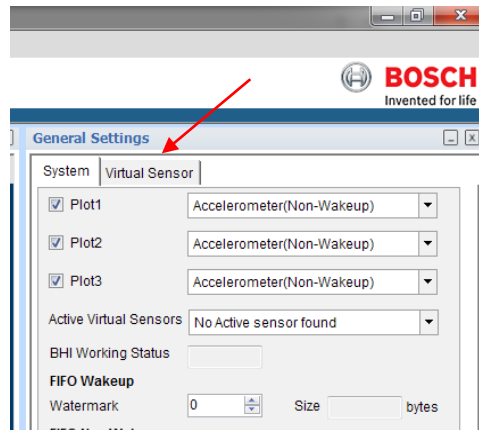 BOSCH
Invented for life
General Settings
System Virtual Sensor
Plot1 Accelerometer(Non-Wakeup)
Plot2 Accelerometer(Non-Wakeup)
Plot3 Accelerometer(Non-Wakeup)
Active Virtual Sensors No Active sensor found
BHI Working Status
FIFO Wakeup
Watermark 0 Size bytes